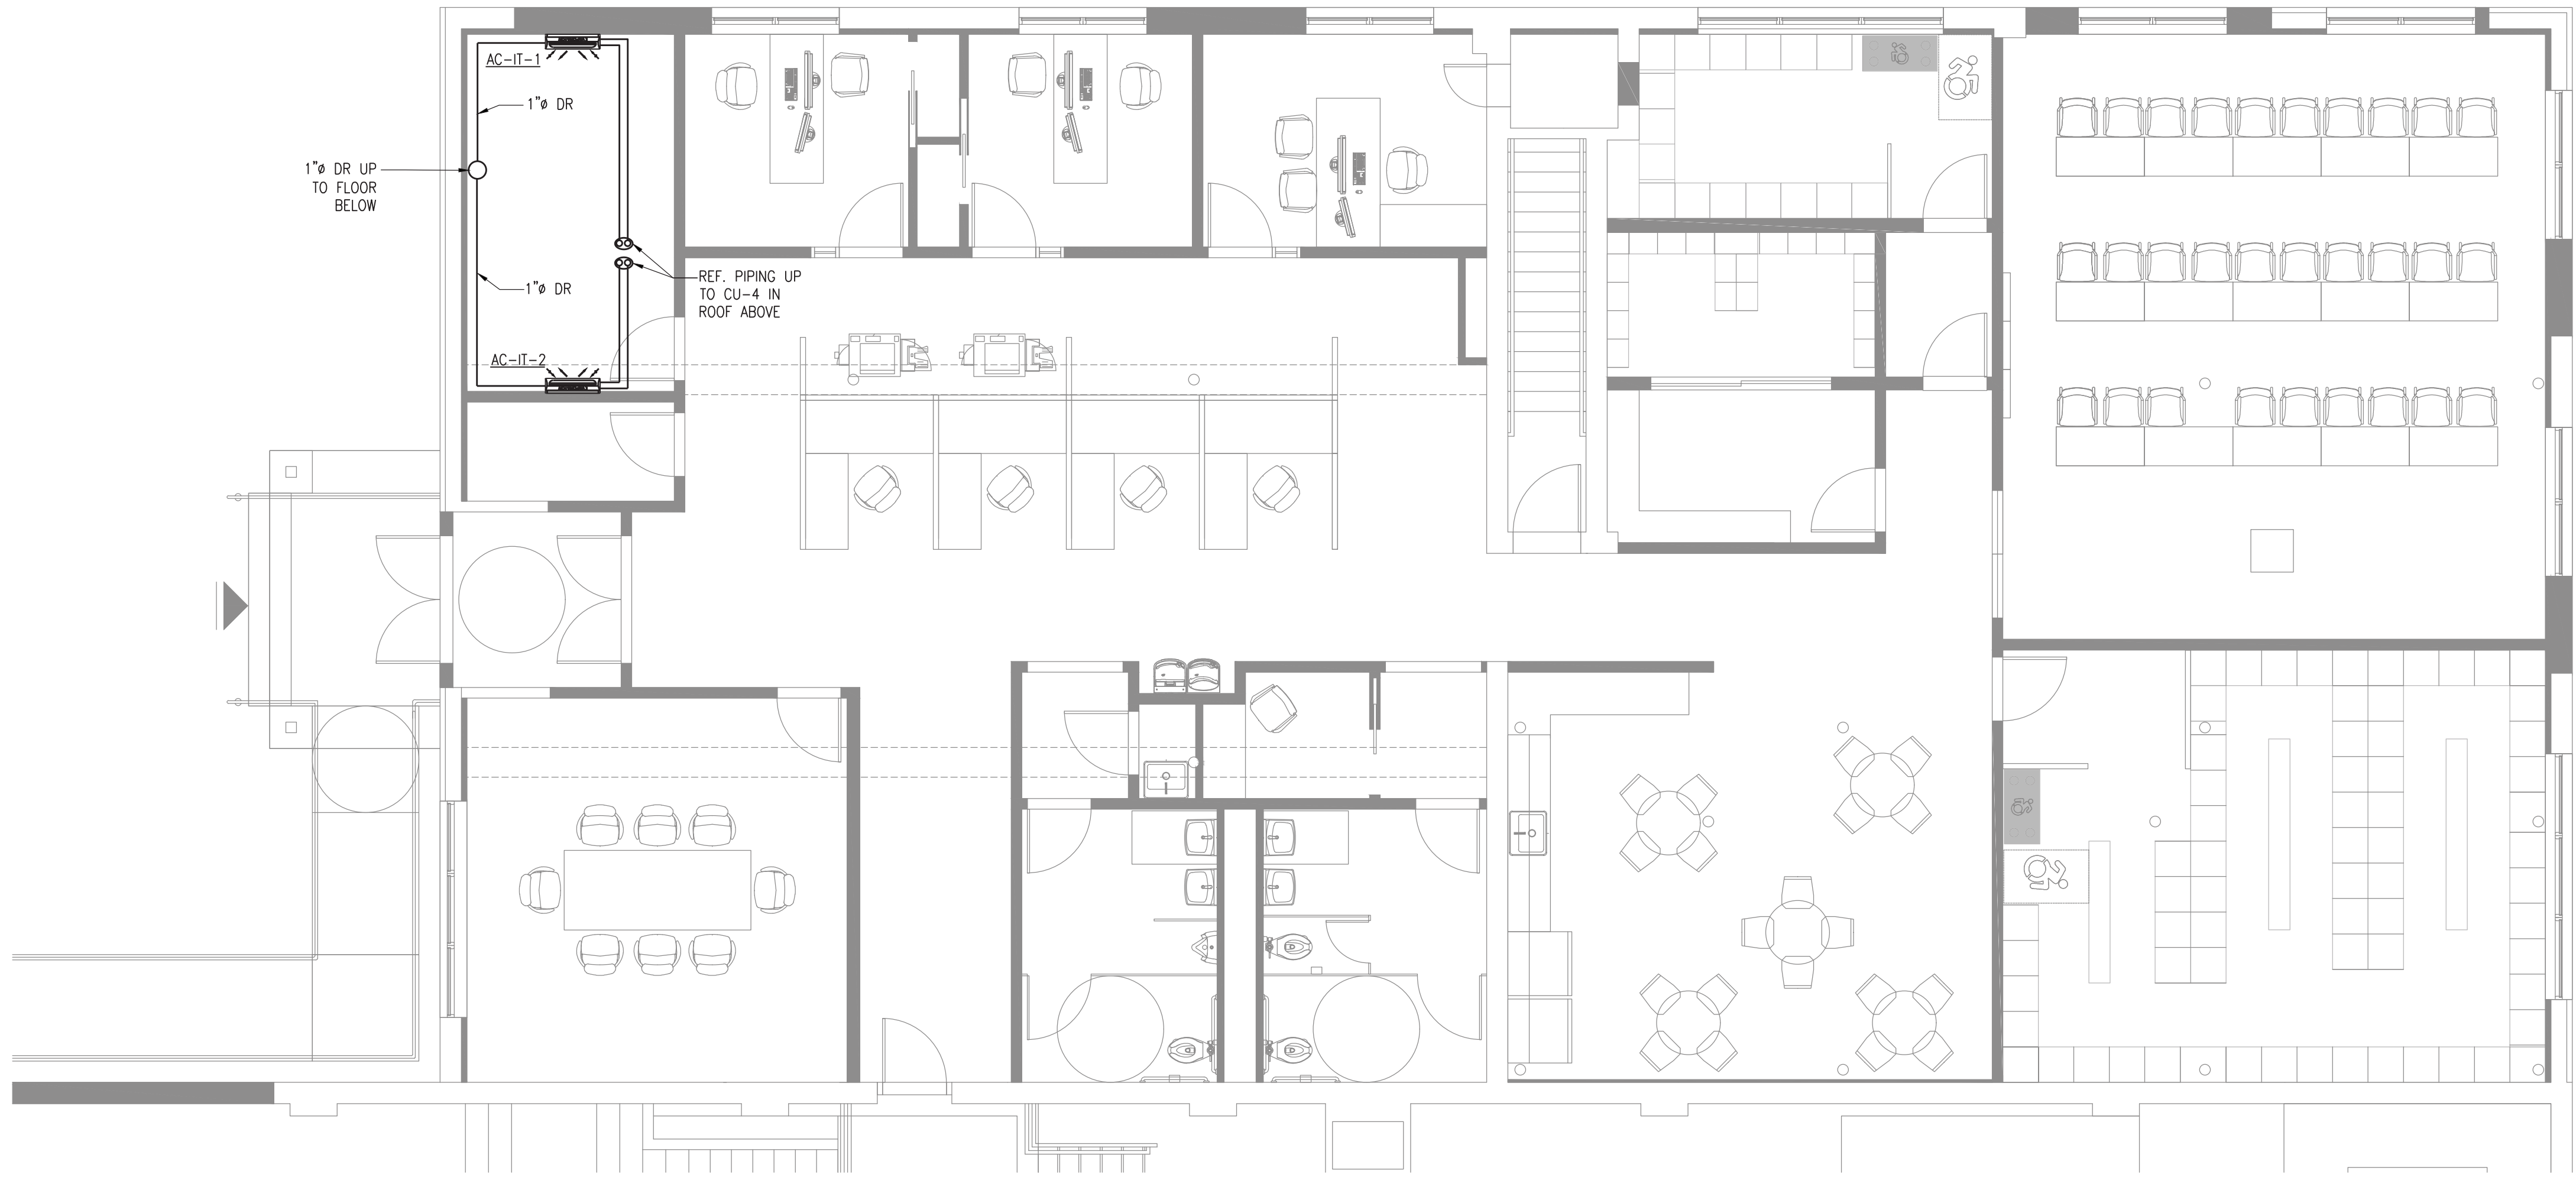 AC-IT-1
1"ø DR
1"ø DR UP
TO FLOOR
BELOW
REF. PIPING UP
TO CU-4 IN
ROOF ABOVE
1"ø DR
AC-IT-2